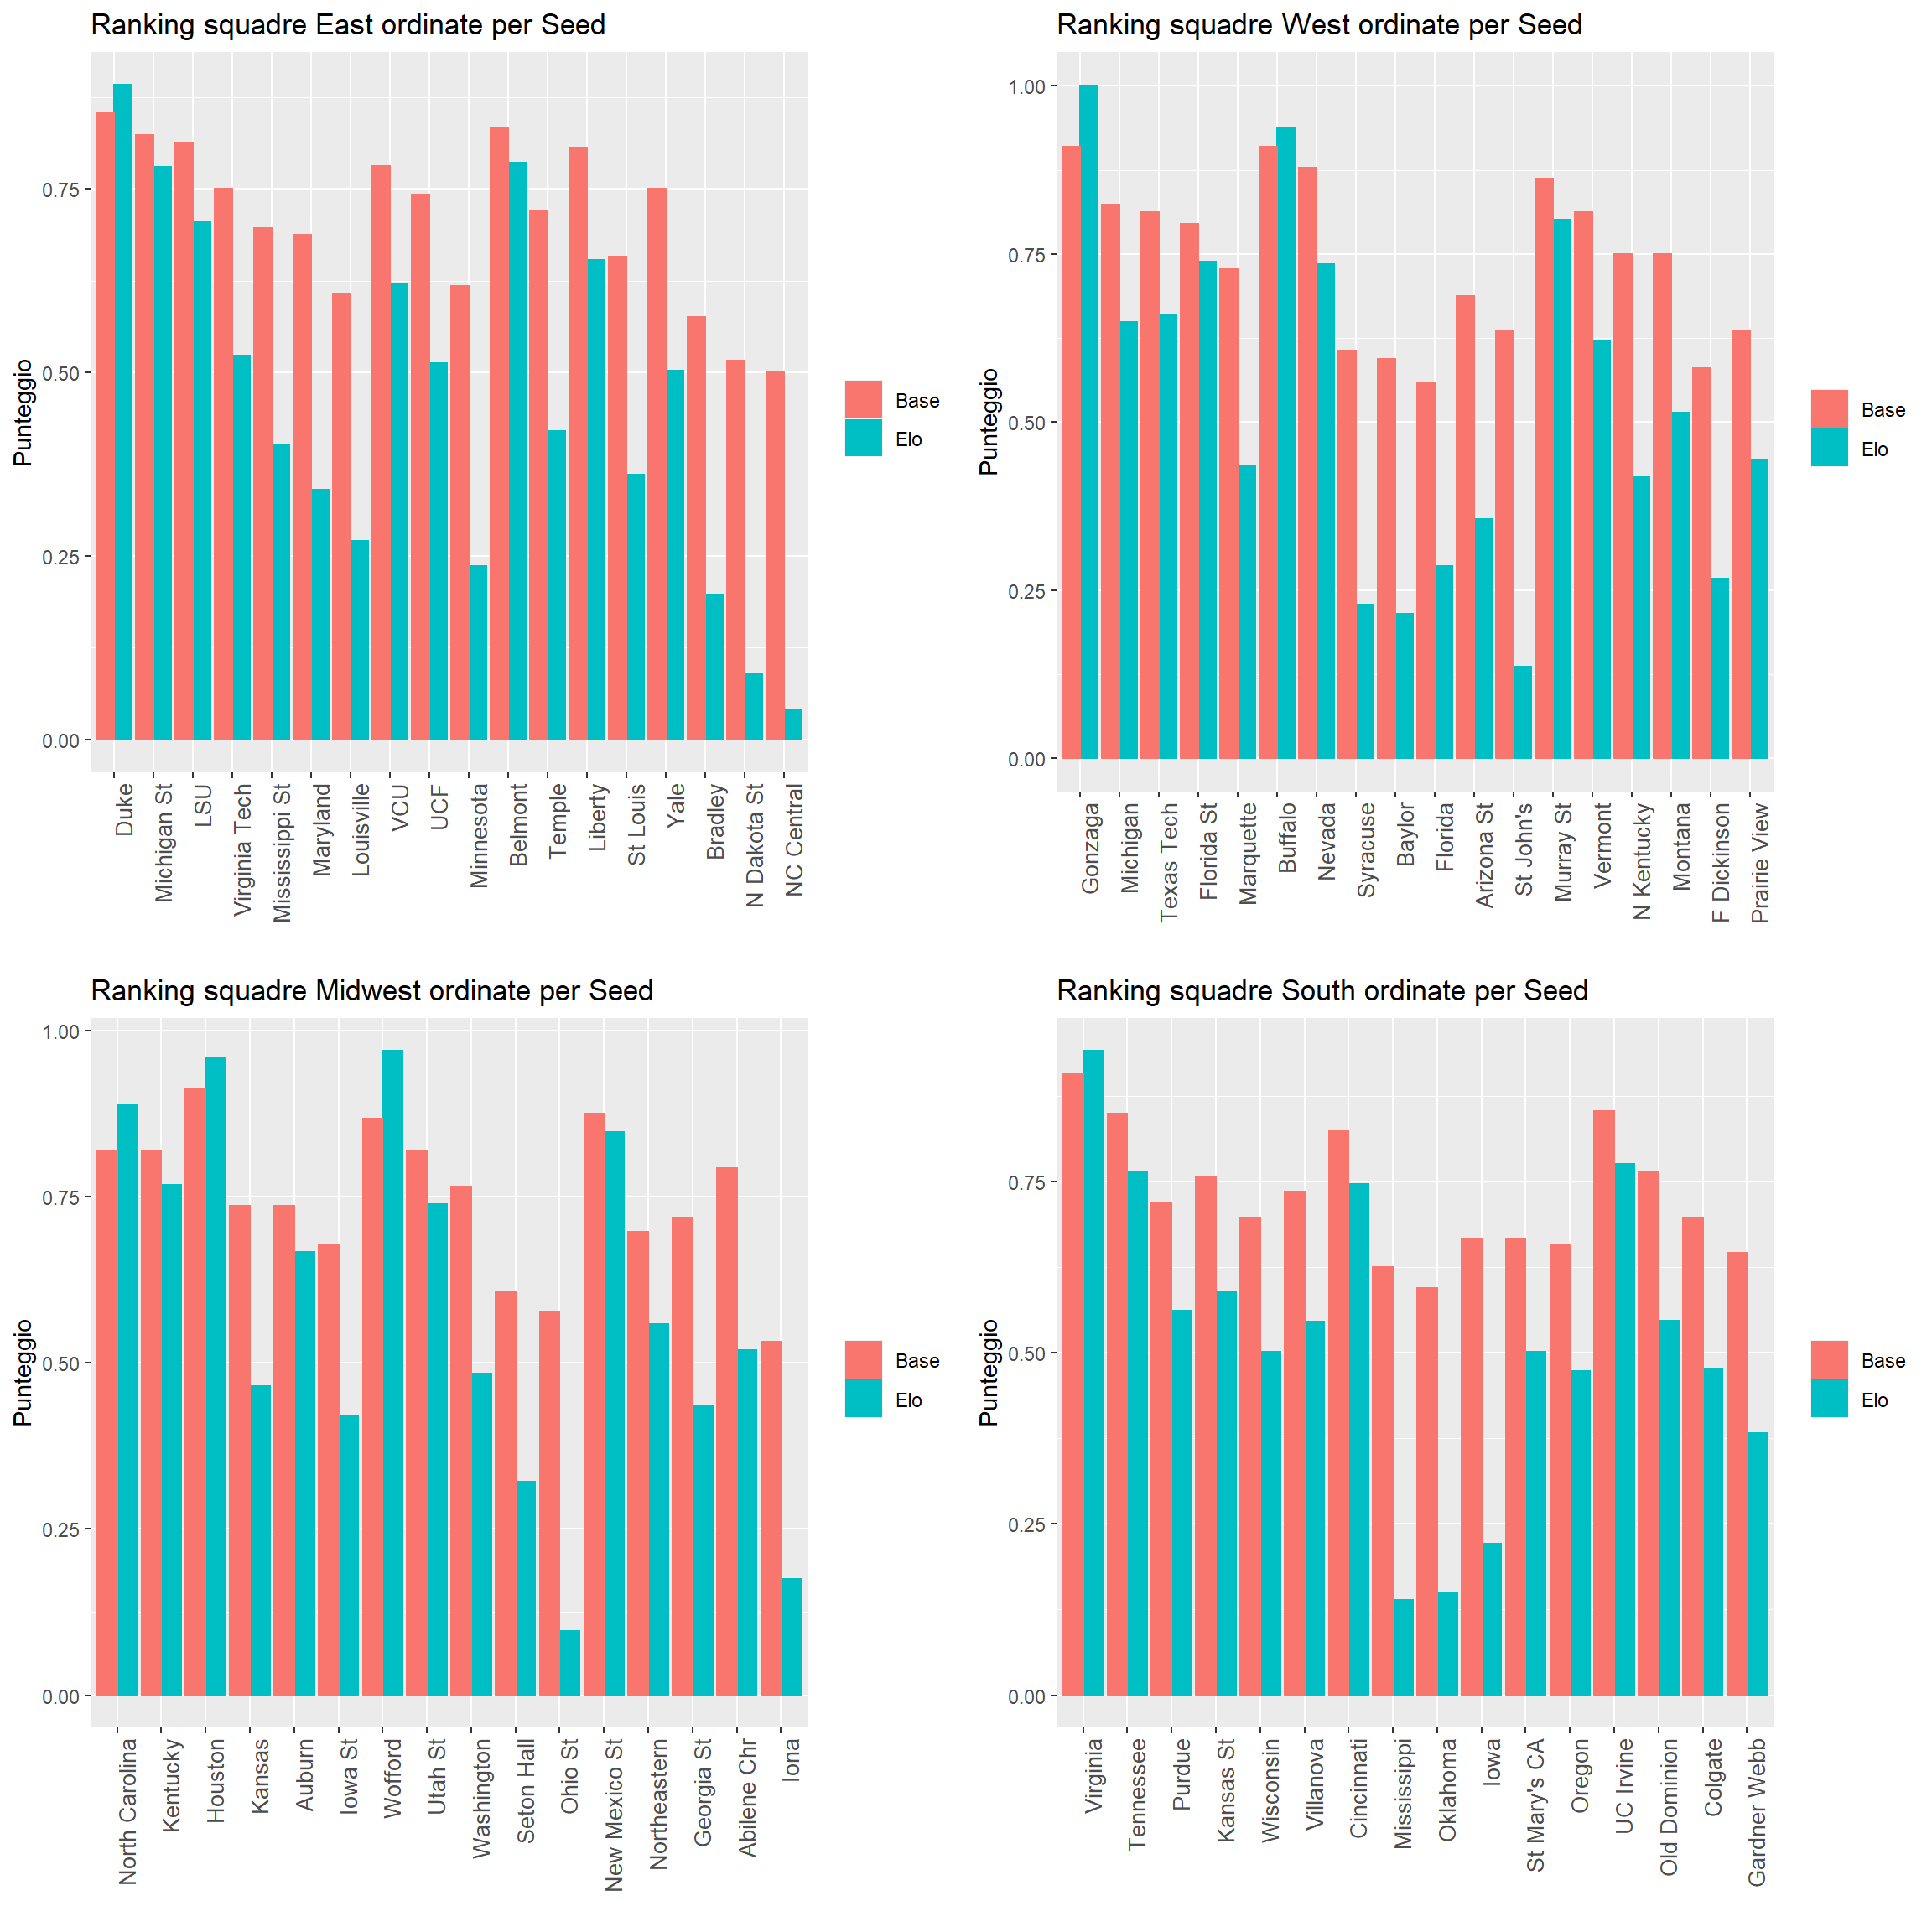 Ranking squadre East ordinate per Seed
Punteggio
0.75
0.50
0.25
0.00
Duke
Michigan St
LSU
Virginia Tech
Mississippi St
Maryland
Louisville
VCU
UCF
Minnesota
Belmont
Temple
Liberty
St Louis
Yale
Bradley
N Dakota St
NC Central
Base
Elo
Ranking squadre West ordinate per Seed
Punteggio
1.00
0.75
0.50
0.25
0.00
Gonzaga
Michigan
Texas Tech
Florida St
Marquette
Buffalo
Nevada
Syracuse
Baylor
Florida
Arizona St
St John's
Murray St
Vermont
N Kentucky
Montana
F Dickinson
Prairie View
Base
Elo
Ranking squadre Midwest ordinate per Seed
Punteggio
1.00
0.75
0.50
0.25
0.00
North Carolina
Kentucky
Houston
Kansas
Auburn
Iowa St
Wofford
Utah St
Washington
Seton Hall
Ohio St
New Mexico St
Northeastern
Georgia St
Abilene Chr
Iona
Base
Elo
Ranking squadre South ordinate per Seed
Punteggio
0.75
0.50
0.25
0.00
Virginia
Tennessee
Purdue
Kansas St
Wisconsin
Villanova
Cincinnati
Mississippi
Oklahoma
Iowa
St Mary's CA
Oregon
UC Irvine
Old Dominion
Colgate
Gardner Webb
Base
Elo